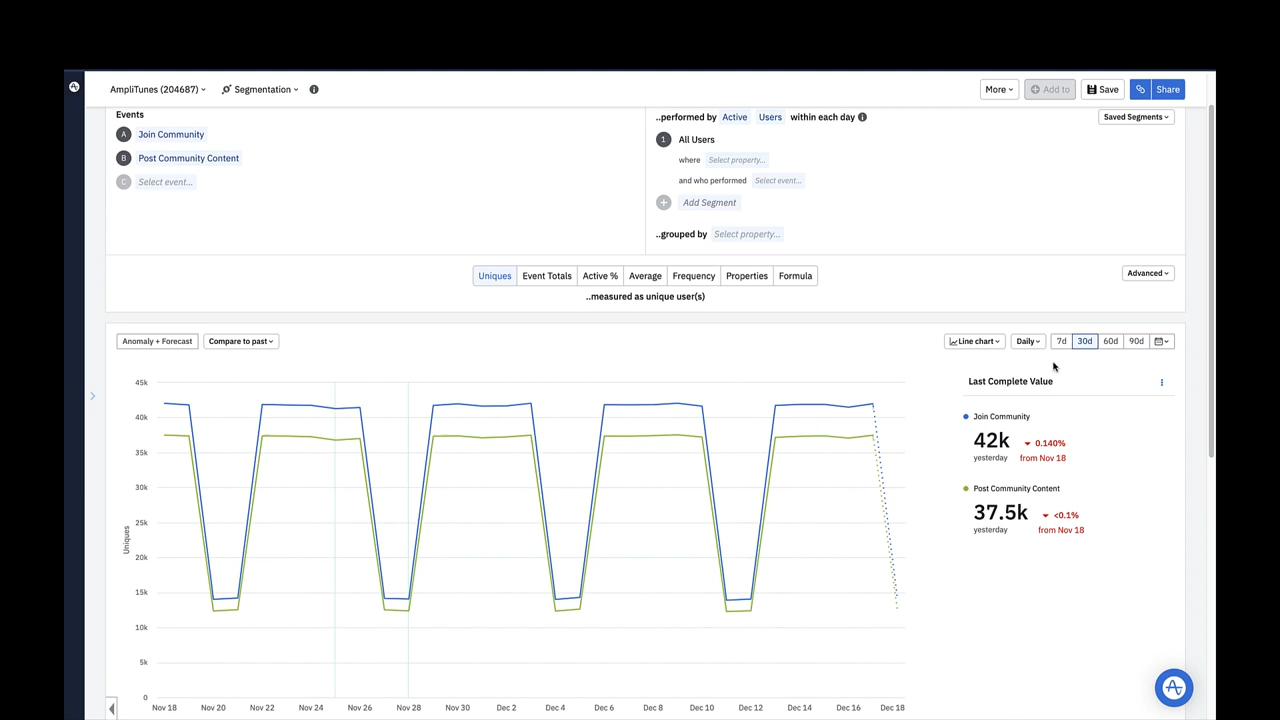 AmpliTunes (204687) Segmentation More Add to Save Share
Events
A Join Community
B Post Community Content
C Select event...
..performed by Active Users within each day Saved Segments
1 All Users
where Select property...
and who performed Select event...
Add Segment
..grouped by Select property...
Uniques Event Totals Active % Average Frequency Properties Formula Advanced
..measured as unique user(s)
Anomaly + Forecast Compare to past Line chart Daily 7d 30d 60d 90d
45k
40k
35k
30k
25k
20k
15k
10k
5k
0
Uniques
Nov 18 Nov 20 Nov 22 Nov 24 Nov 26 Nov 28 Nov 30 Dec 2 Dec 4 Dec 6 Dec 8 Dec 10 Dec 12 Dec 14 Dec 16 Dec 18
Last Complete Value
Join Community
42k 0.140%
yesterday from Nov 18
Post Community Content
37.5k <0.1%
yesterday from Nov 18